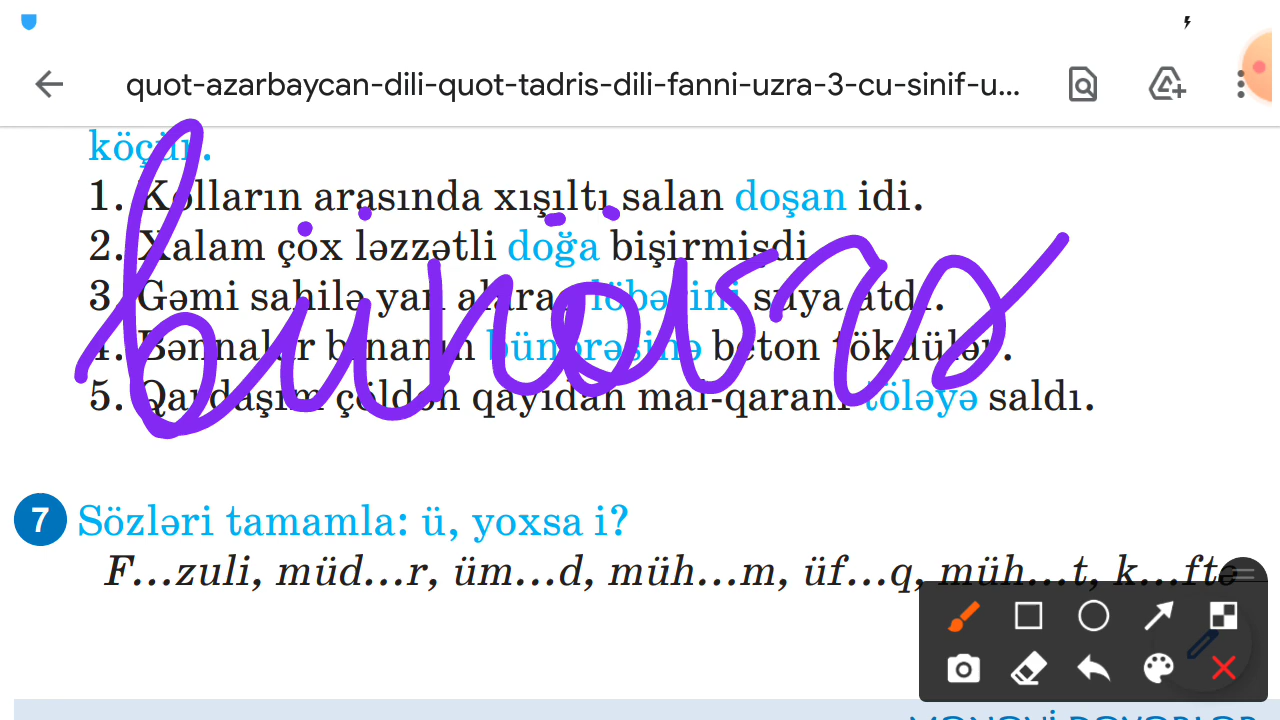 quot-azarbaycan-dili-quot-tadris-dili-fanni-uzra-3-cu-sinif-u...
köçür.
1. Kolların arasında xışıltı salan doşan idi.
2. Xalam çox ləzzətli doğa bişirmişdi.
3. Gəmi sahilə yan alaraq löbərini suya atdı.
4. Bənnalar binanın bünərəsinə beton tökdülər.
5. Qardaşım çöldən qayıdan mal-qaranı töləyə saldı.
7 Sözləri tamamla: ü, yoxsa i?
F...zuli, müd...r, üm...d, müh...m, üf...q, müh...t, k...ftə